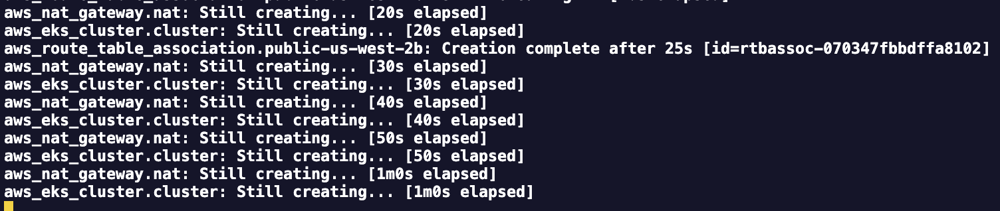 aws_nat_gateway.nat: Still creating... [20s elapsed]
aws_eks_cluster.cluster: Still creating... [20s elapsed]
aws_route_table_association.public-us-west-2b: Creation complete after 25s [id=rtbassoc-070347fbbdffa8102]
aws_nat_gateway.nat: Still creating... [30s elapsed]
aws_eks_cluster.cluster: Still creating... [30s elapsed]
aws_nat_gateway.nat: Still creating... [40s elapsed]
aws_eks_cluster.cluster: Still creating... [40s elapsed]
aws_nat_gateway.nat: Still creating... [50s elapsed]
aws_eks_cluster.cluster: Still creating... [50s elapsed]
aws_nat_gateway.nat: Still creating... [1m0s elapsed]
aws_eks_cluster.cluster: Still creating... [1m0s elapsed]